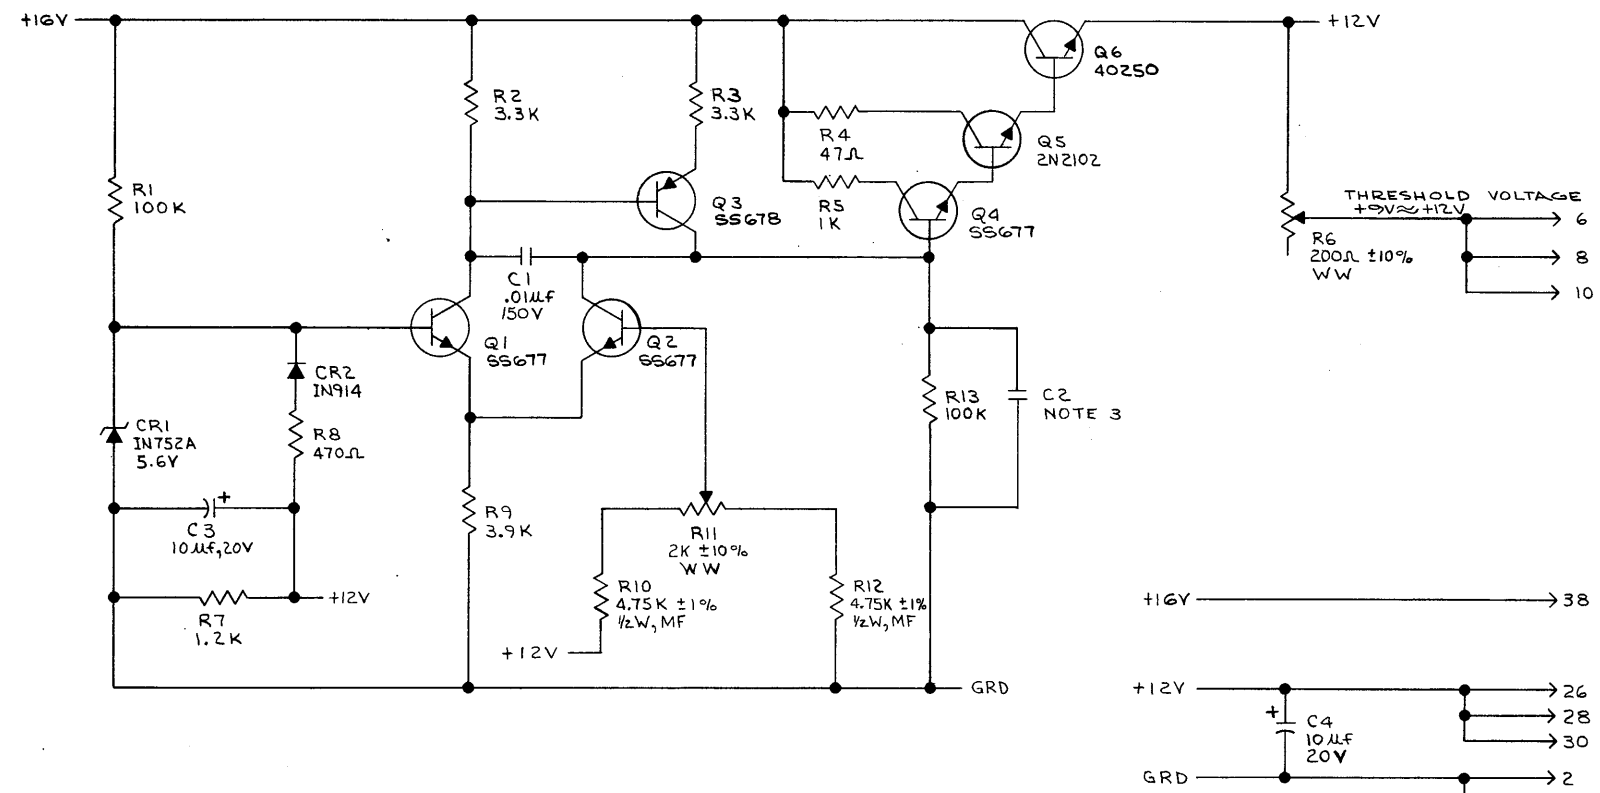 +16V
+12V
R2
3.3K
R3
3.3K
Q6
40250
R4
47Ω
Q5
2N2102
R1
100K
Q3
SS678
R5
1K
Q4
SS677
THRESHOLD VOLTAGE
+9V≈+12V
6
R6
200Ω ±10%
WW
8
10
C1
.01μf
150V
Q1
SS677
Q2
SS677
CR2
IN914
CR1
IN752A
5.6V
R8
470Ω
R13
100K
C2
NOTE 3
+
C3
10μf,20V
R9
3.9K
R11
2K ±10%
WW
R10
4.75K ±1%
½W, MF
R12
4.75K ±1%
½W, MF
R7
1.2K
+12V
+12V
GRD
+16V
38
+12V
26
28
30
+
C4
10μf
20V
GRD
2